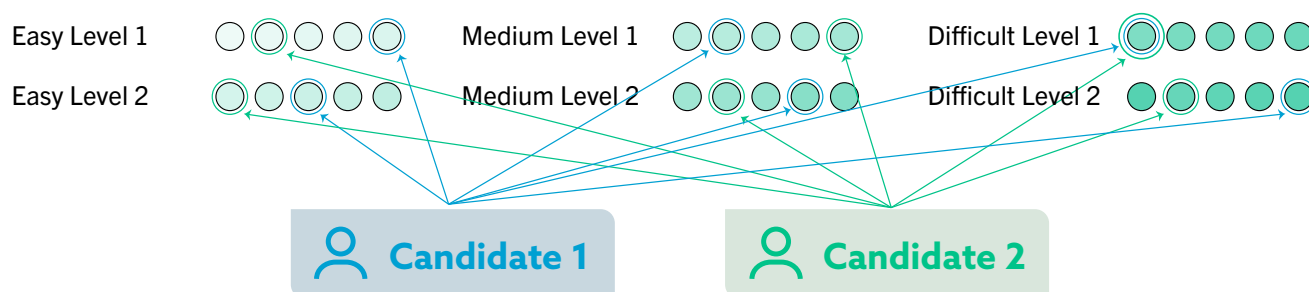 Easy Level 1
Medium Level 1
Difficult Level 1
Easy Level 2
Medium Level 2
Difficult Level 2
Candidate 1
Candidate 2